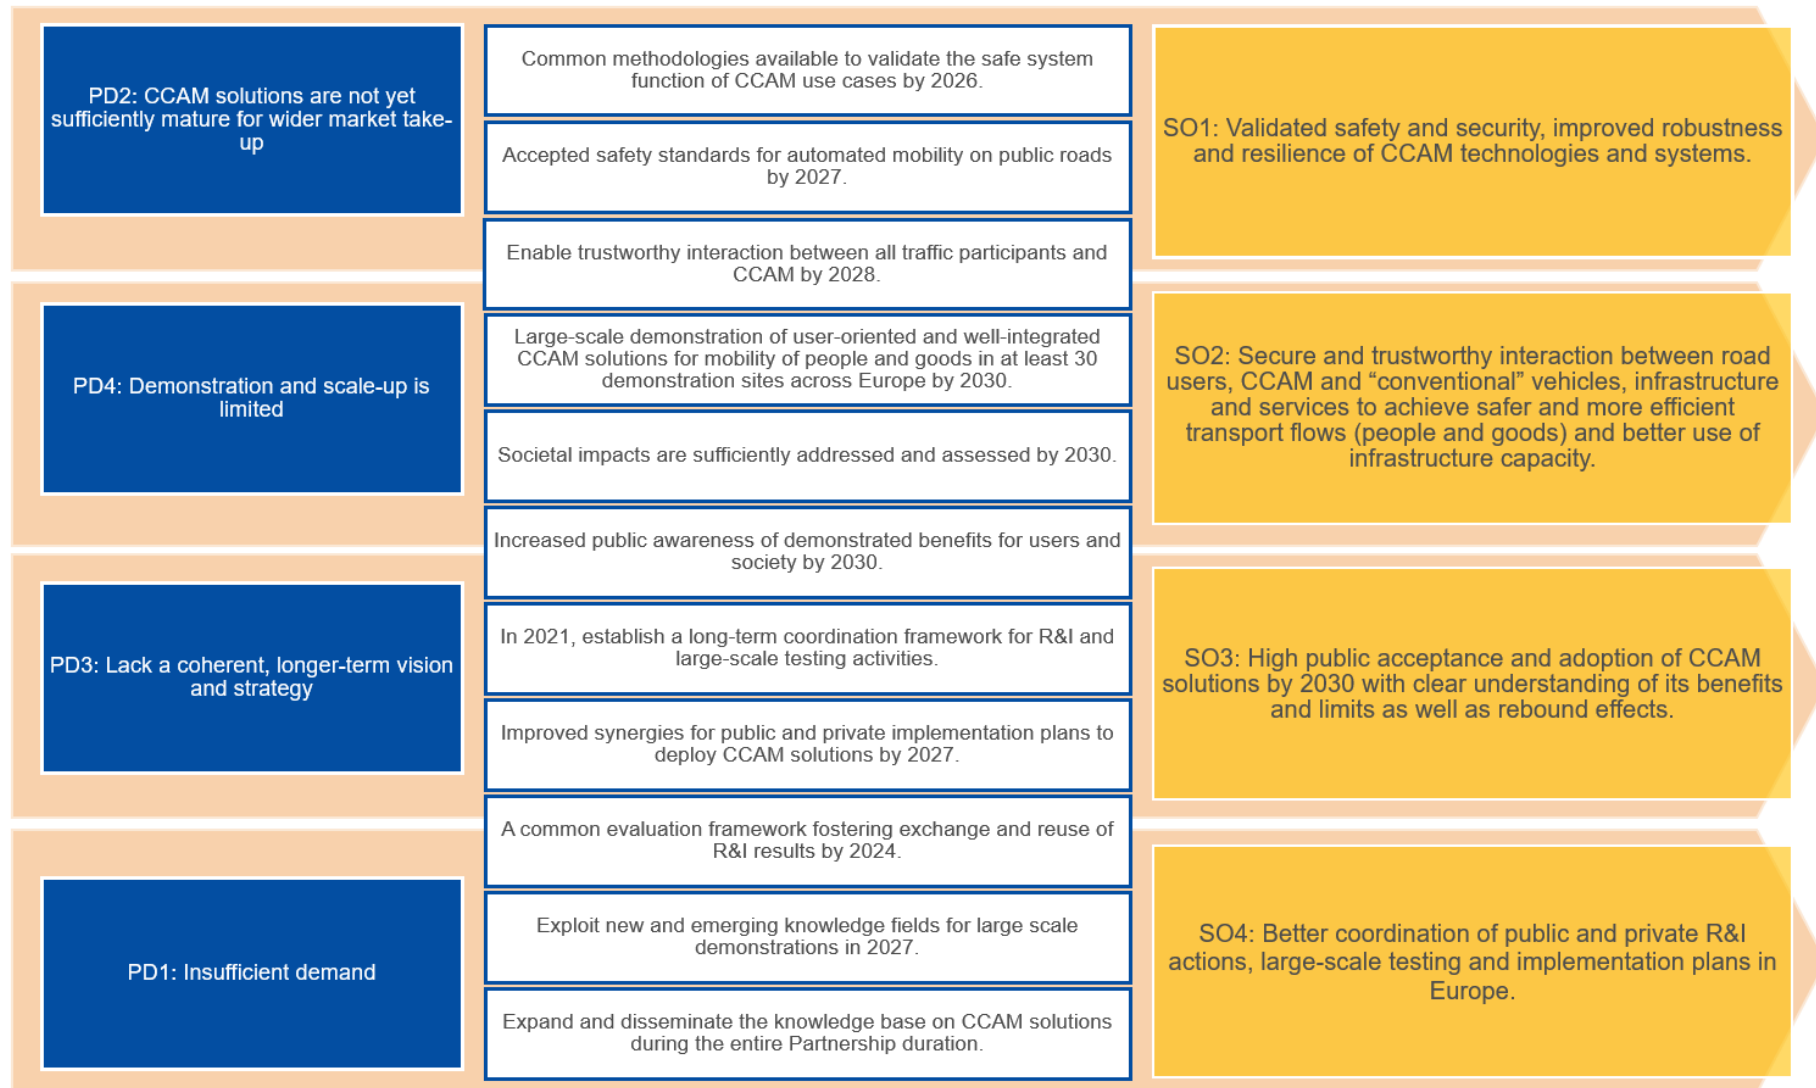 PD2: CCAM solutions are not yet
sufficiently mature for wider market take-
up
PD4: Demonstration and scale-up is
limited
PD3: Lack a coherent, longer-term vision
and strategy
PD1: Insufficient demand
Common methodologies available to validate the safe system
function of CCAM use cases by 2026.
Accepted safety standards for automated mobility on public roads
by 2027.
Enable trustworthy interaction between all traffic participants and
CCAM by 2028.
Large-scale demonstration of user-oriented and well-integrated
CCAM solutions for mobility of people and goods in at least 30
demonstration sites across Europe by 2030.
Societal impacts are sufficiently addressed and assessed by 2030.
Increased public awareness of demonstrated benefits for users and
society by 2030.
In 2021, establish a long-term coordination framework for R&I and
large-scale testing activities.
Improved synergies for public and private implementation plans to
deploy CCAM solutions by 2027.
A common evaluation framework fostering exchange and reuse of
R&I results by 2024.
Exploit new and emerging knowledge fields for large scale
demonstrations in 2027.
Expand and disseminate the knowledge base on CCAM solutions
during the entire Partnership duration.
SO1: Validated safety and security, improved robustness
and resilience of CCAM technologies and systems.
SO2: Secure and trustworthy interaction between road
users, CCAM and “conventional” vehicles, infrastructure
and services to achieve safer and more efficient
transport flows (people and goods) and better use of
infrastructure capacity.
SO3: High public acceptance and adoption of CCAM
solutions by 2030 with clear understanding of its benefits
and limits as well as rebound effects.
SO4: Better coordination of public and private R&I
actions, large-scale testing and implementation plans in
Europe.